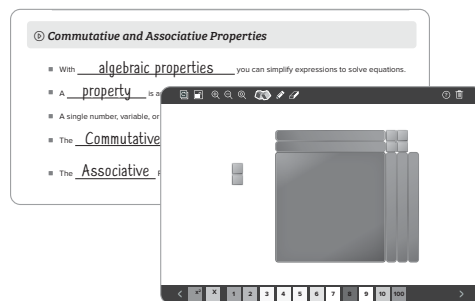 Commutative and Associative Properties
With algebraic properties you can simplify expressions to solve equations.
A property is a
A single number, variable, or
The Commutative
The Associative
x² x 1 2 3 4 5 6 7 8 9 10 100